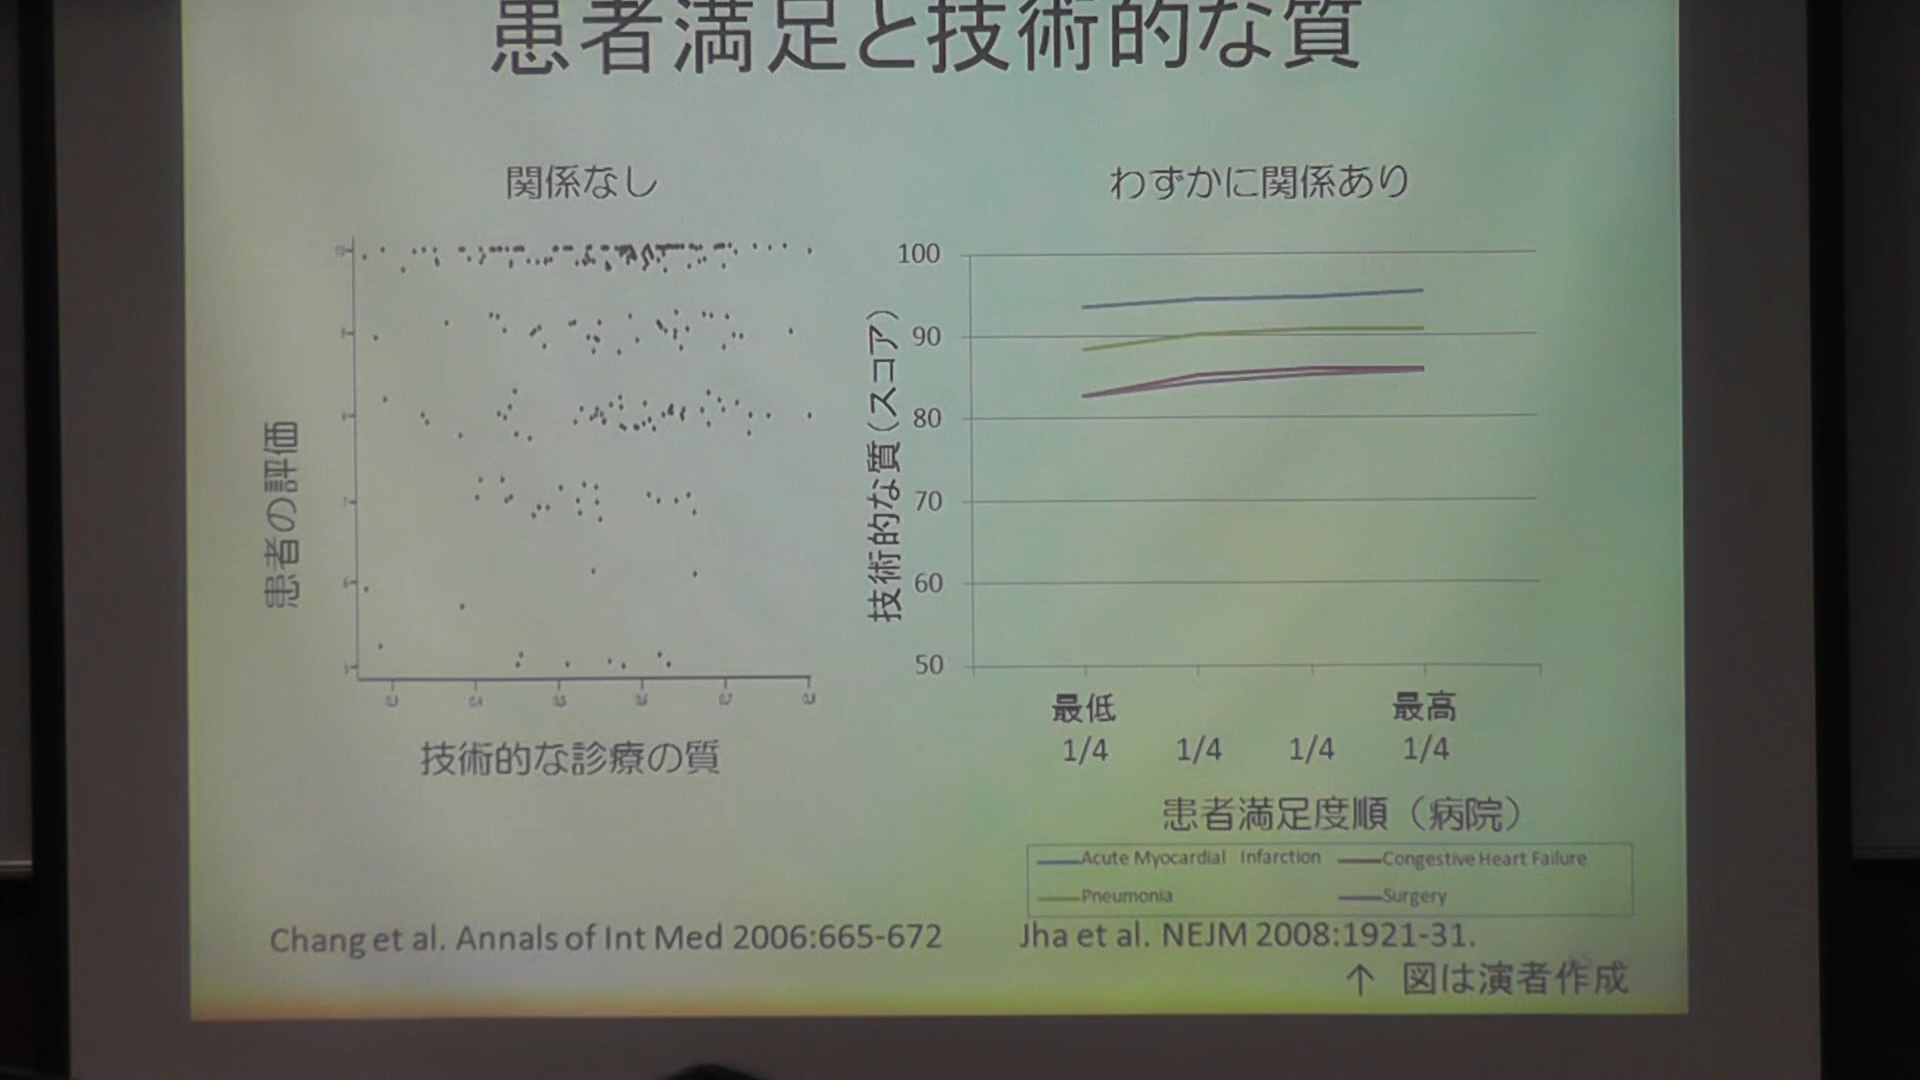 患者満足と技術的な質
関係なし
患者の評価
技術的な診療の質
わずかに関係あり
技術的な質（スコア）
100
90
80
70
60
50
最低
最高
1/4 1/4 1/4 1/4
患者満足度順（病院）
Acute Myocardial Infarction
Congestive Heart Failure
Pneumonia
Surgery
Chang et al. Annals of Int Med 2006:665-672
Jha et al. NEJM 2008:1921-31.
↑ 図は演者作成